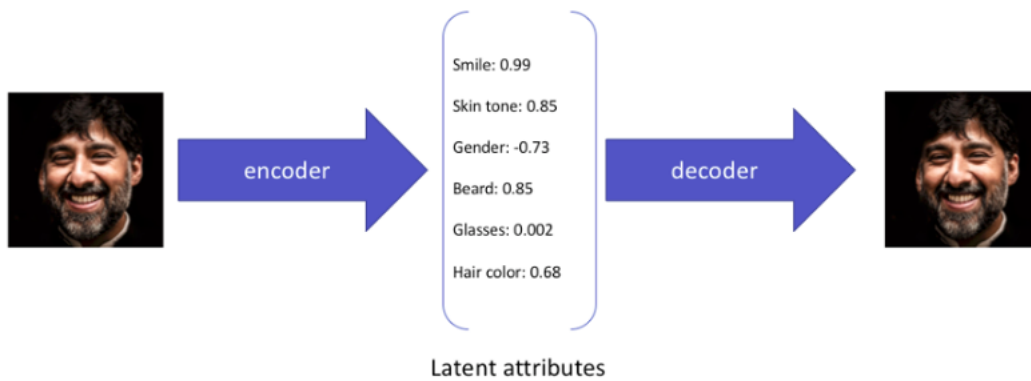 encoder
Smile: 0.99
Skin tone: 0.85
Gender: -0.73
Beard: 0.85
Glasses: 0.002
Hair color: 0.68
decoder
Latent attributes